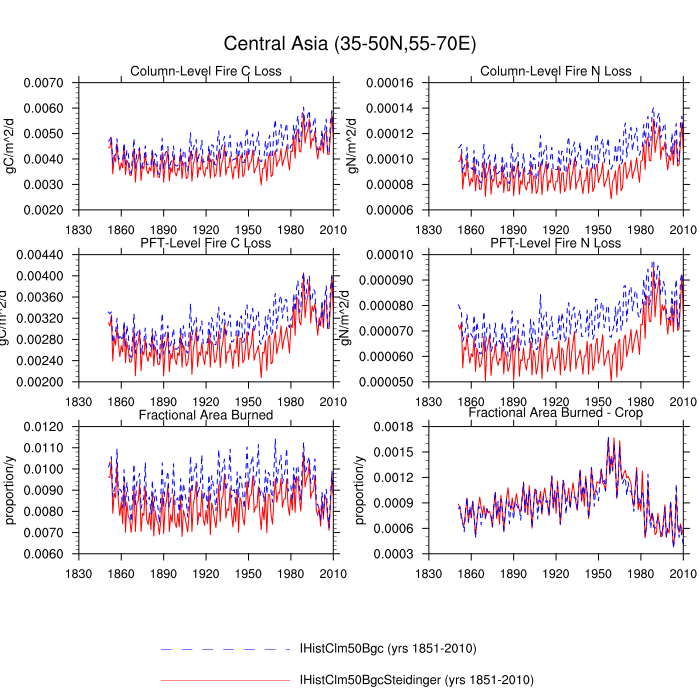 Central Asia (35-50N,55-70E)
Column-Level Fire C Loss
gC/m^2/d
0.0070
0.0060
0.0050
0.0040
0.0030
0.0020
1830 1860 1890 1920 1950 1980 2010
Column-Level Fire N Loss
gN/m^2/d
0.00016
0.00014
0.00012
0.00010
0.00008
0.00006
1830 1860 1890 1920 1950 1980 2010
PFT-Level Fire C Loss
gC/m^2/d
0.00440
0.00400
0.00360
0.00320
0.00280
0.00240
0.00200
1830 1860 1890 1920 1950 1980 2010
PFT-Level Fire N Loss
gN/m^2/d
0.00010
0.000090
0.000080
0.000070
0.000060
0.000050
1830 1860 1890 1920 1950 1980 2010
Fractional Area Burned
proportion/y
0.0120
0.0110
0.0100
0.0090
0.0080
0.0070
0.0060
1830 1860 1890 1920 1950 1980 2010
Fractional Area Burned - Crop
proportion/y
0.0018
0.0015
0.0012
0.0009
0.0006
0.0003
1830 1860 1890 1920 1950 1980 2010
IHistClm50Bgc (yrs 1851-2010)
IHistClm50BgcSteidinger (yrs 1851-2010)